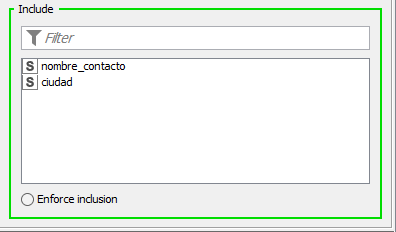 Include
Filter
S nombre_contacto
S ciudad
Enforce inclusion